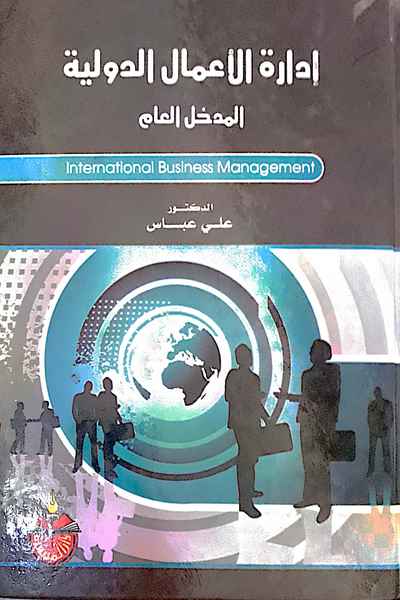 إدارة الأعمال الدولية
المدخل العام
International Business Management
الدكتور
علي عباس